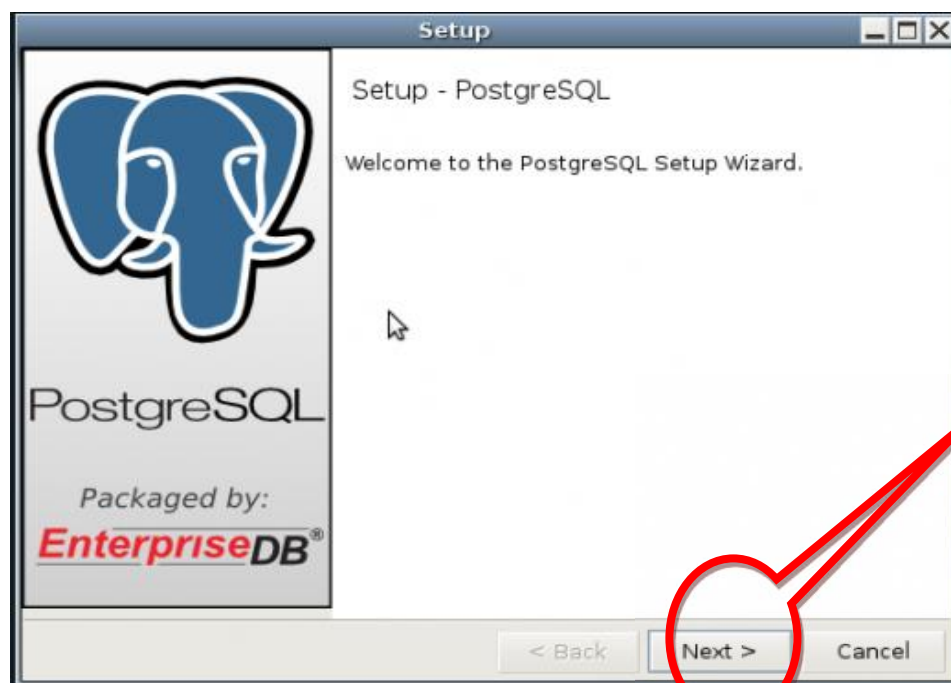 Setup
Setup - PostgreSQL
Welcome to the PostgreSQL Setup Wizard.
PostgreSQL
Packaged by:
EnterpriseDB®
< Back
Next >
Cancel